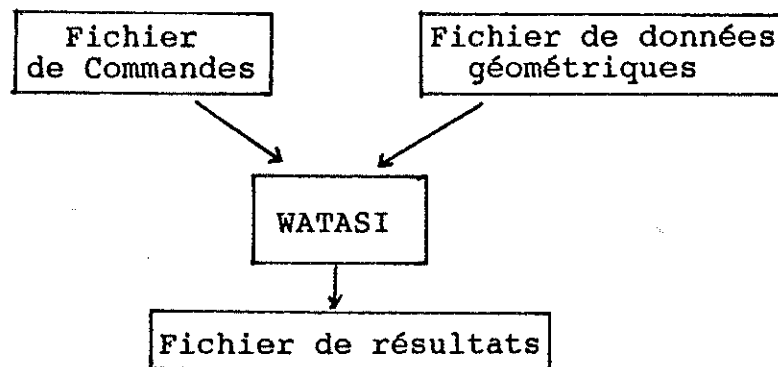 Fichier
de Commandes
Fichier de données
géométriques
WATASI
Fichier de résultats